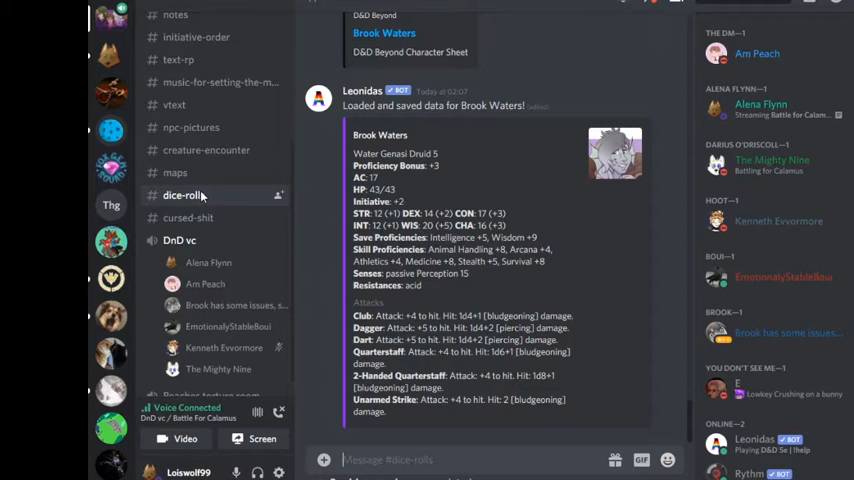 notes
initiative-order
text-rp
music-for-setting-the-m...
vtext
npc-pictures
creature-encounter
maps
dice-rolls
cursed-shit
DnD vc
Alena Flynn
Am Peach
Brook has some issues, s...
EmotionalyStableBoui
Kenneth Evvormore
The Mighty Nine
Voice Connected
DnD vc / Battle For Calamus
Video
Screen
Loiswolf99
Thg
D&D Beyond
Brook Waters
D&D Beyond Character Sheet
Leonidas BOT Today at 02:07
Loaded and saved data for Brook Waters! (edited)
Brook Waters
Water Genasi Druid 5
Proficiency Bonus: +3
AC: 17
HP: 43/43
Initiative: +2
STR: 12 (+1) DEX: 14 (+2) CON: 17 (+3)
INT: 12 (+1) WIS: 20 (+5) CHA: 16 (+3)
Save Proficiencies: Intelligence +5, Wisdom +9
Skill Proficiencies: Animal Handling +8, Arcana +4,
Athletics +4, Medicine +8, Stealth +5, Survival +8
Senses: passive Perception 15
Resistances: acid
Attacks
Club: Attack: +4 to hit. Hit: 1d4+1 [bludgeoning] damage.
Dagger: Attack: +5 to hit. Hit: 1d4+2 [piercing] damage.
Dart: Attack: +5 to hit. Hit: 1d4+2 [piercing] damage.
Quarterstaff: Attack: +4 to hit. Hit: 1d6+1 [bludgeoning]
damage.
2-Handed Quarterstaff: Attack: +4 to hit. Hit: 1d8+1
[bludgeoning] damage.
Unarmed Strike: Attack: +4 to hit. Hit: 2 [bludgeoning]
damage.
Message #dice-rolls
GIF
THE DM—1
Am Peach
ALENA FLYNN—1
Alena Flynn
Streaming Battle for Calam...
DARIUS O'DRISCOLL—1
The Mighty Nine
Battling for Calamus
HOOT—1
Kenneth Evvormore
BOUI—1
EmotionalyStableBoui
BROOK—1
Brook has some issues...
YOU DON'T SEE ME—1
E
Lowkey Crushing on a bunny
ONLINE—2
Leonidas BOT
Playing D&D 5e | !help
Rythm BOT